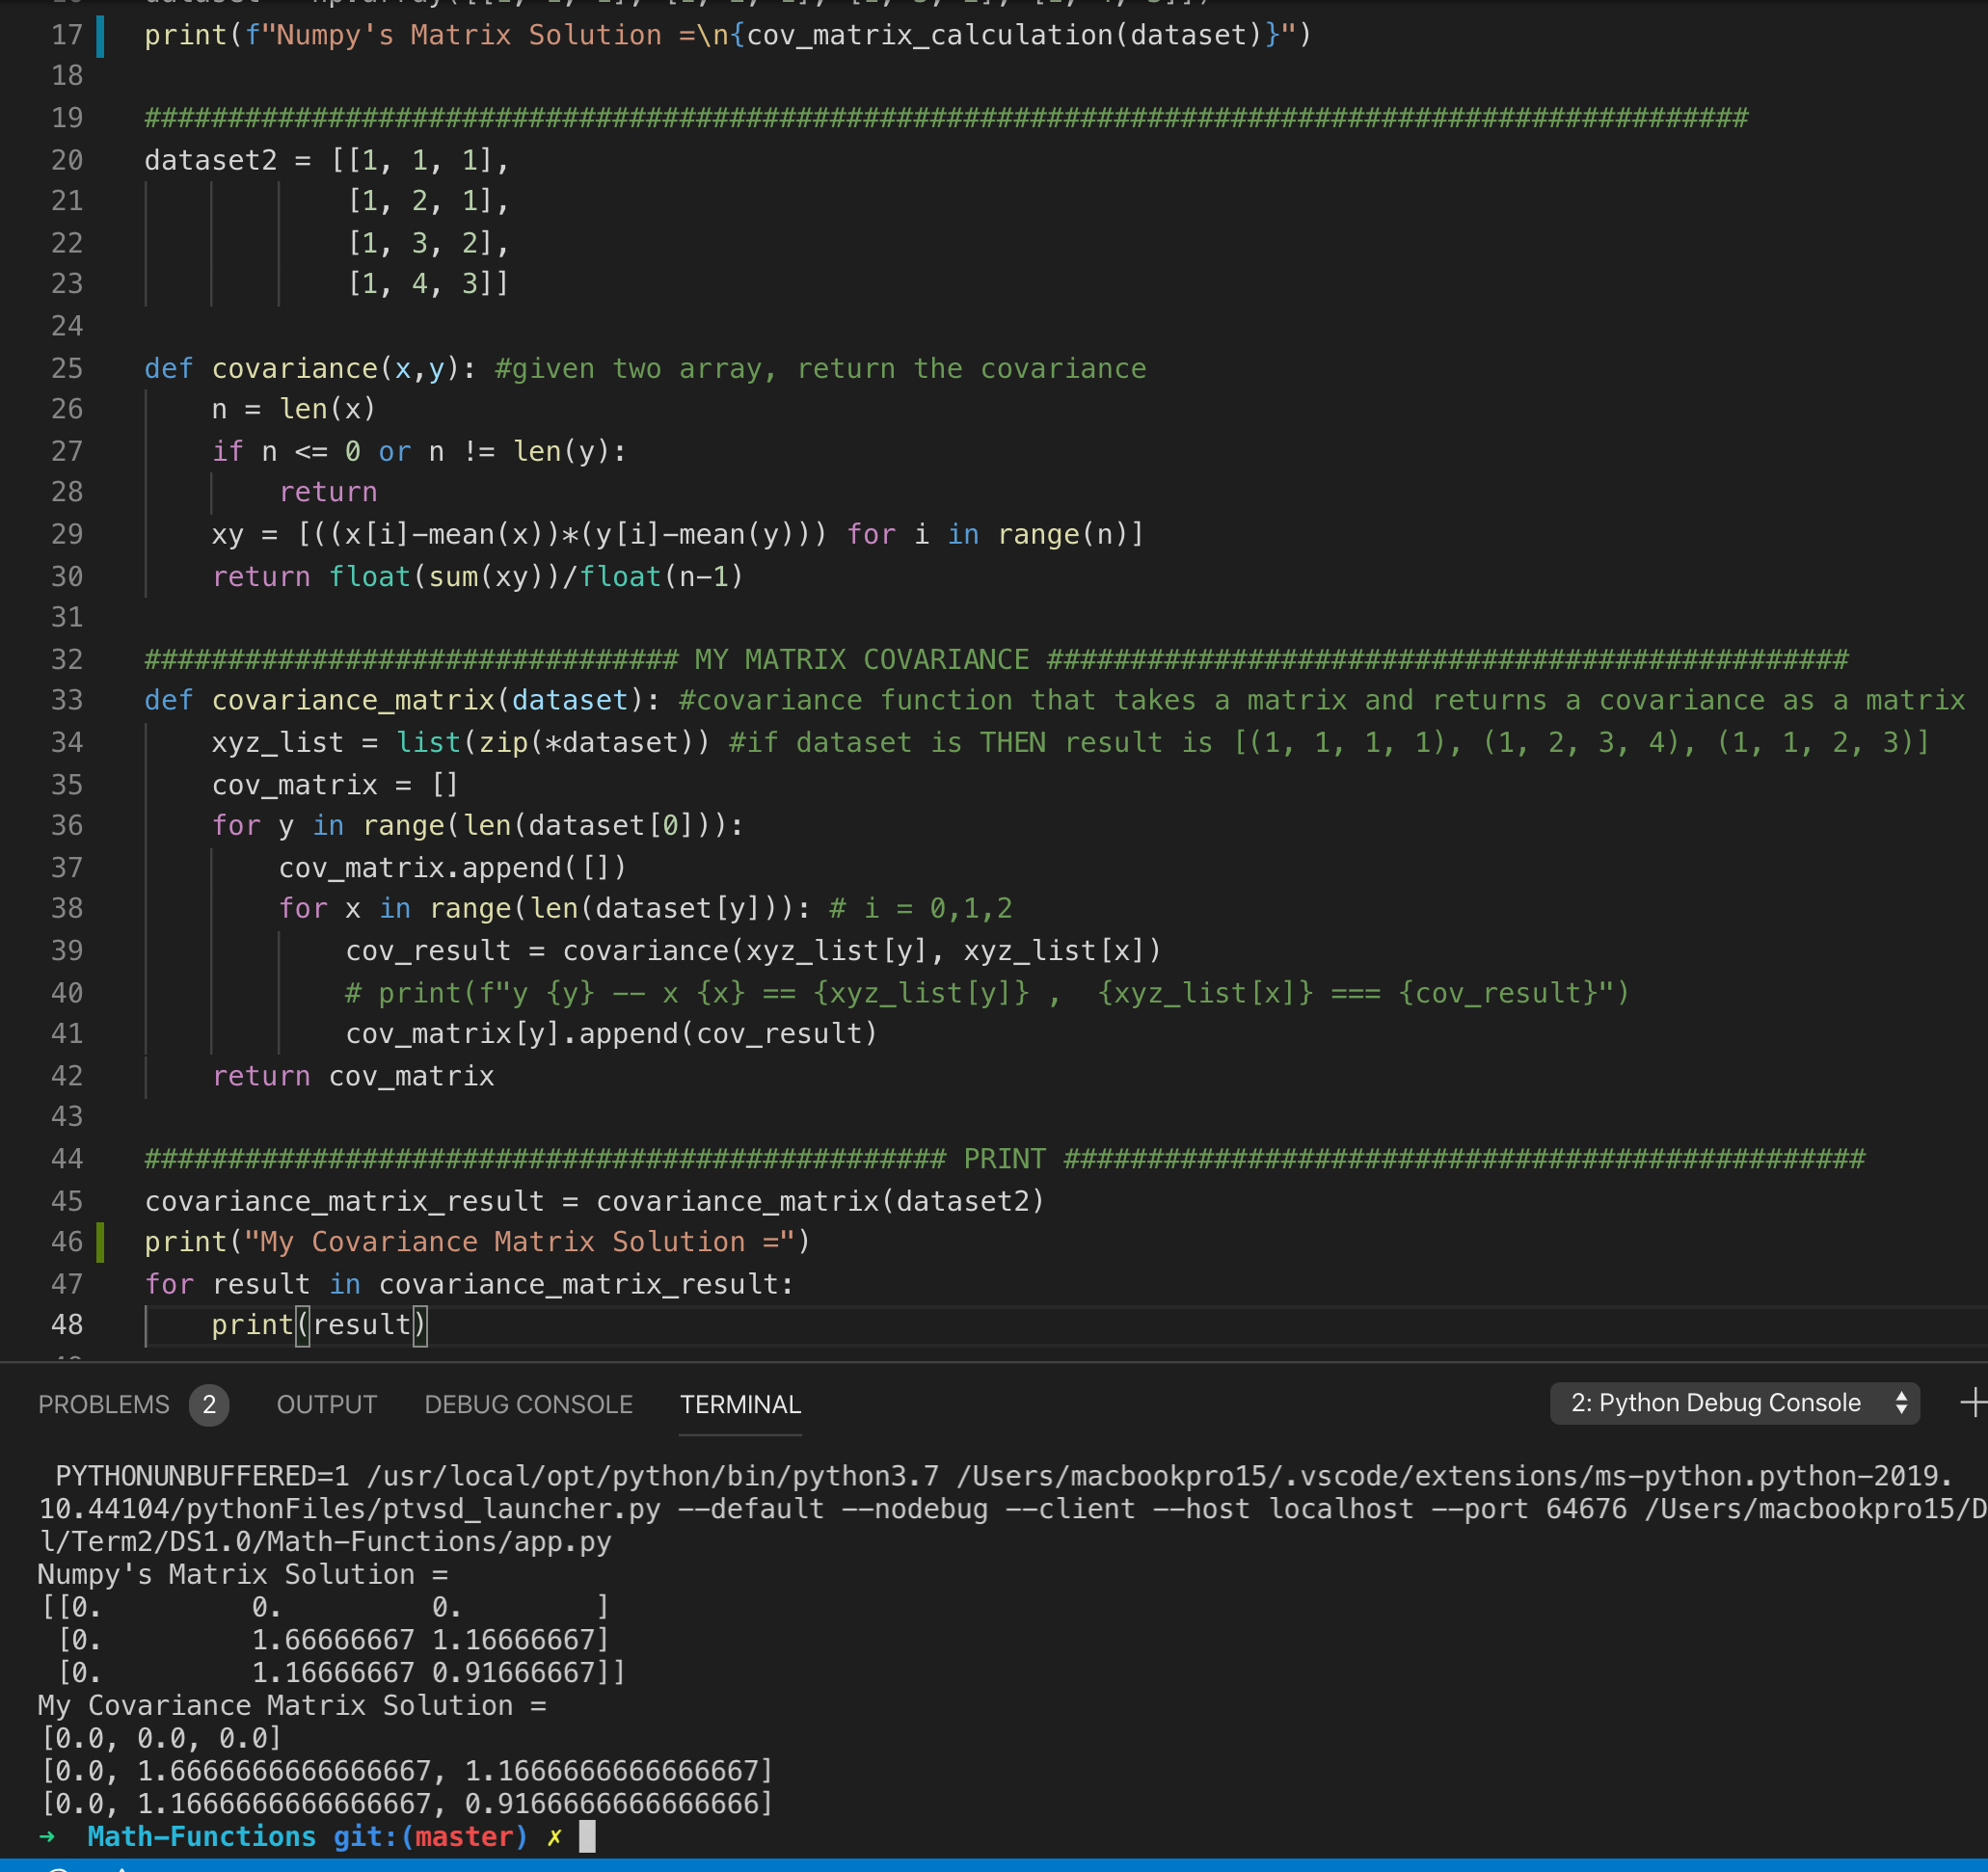 17 print(f"Numpy's Matrix Solution =\n{cov_matrix_calculation(dataset)}")
18
19 ################################################################################################
20 dataset2 = [[1, 1, 1],
21             [1, 2, 1],
22             [1, 3, 2],
23             [1, 4, 3]]
24
25 def covariance(x,y): #given two array, return the covariance
26     n = len(x)
27     if n <= 0 or n != len(y):
28         return
29     xy = [((x[i]-mean(x))*(y[i]-mean(y))) for i in range(n)]
30     return float(sum(xy))/float(n-1)
31
32 ################################ MY MATRIX COVARIANCE ################################################
33 def covariance_matrix(dataset): #covariance function that takes a matrix and returns a covariance as a matrix
34     xyz_list = list(zip(*dataset)) #if dataset is THEN result is [(1, 1, 1, 1), (1, 2, 3, 4), (1, 1, 2, 3)]
35     cov_matrix = []
36     for y in range(len(dataset[0])):
37         cov_matrix.append([])
38         for x in range(len(dataset[y])): # i = 0,1,2
39             cov_result = covariance(xyz_list[y], xyz_list[x])
40             # print(f"y {y} -- x {x} == {xyz_list[y]} ,  {xyz_list[x]} === {cov_result}")
41             cov_matrix[y].append(cov_result)
42     return cov_matrix
43
44 ################################################ PRINT ################################################
45 covariance_matrix_result = covariance_matrix(dataset2)
46 print("My Covariance Matrix Solution =")
47 for result in covariance_matrix_result:
48     print(result)
PROBLEMS 2 OUTPUT DEBUG CONSOLE TERMINAL 2: Python Debug Console
PYTHONUNBUFFERED=1 /usr/local/opt/python/bin/python3.7 /Users/macbookpro15/.vscode/extensions/ms-python.python-2019.
10.44104/pythonFiles/ptvsd_launcher.py --default --nodebug --client --host localhost --port 64676 /Users/macbookpro15/D
l/Term2/DS1.0/Math-Functions/app.py
Numpy's Matrix Solution =
[[0.         0.         0.        ]
 [0.         1.66666667 1.16666667]
 [0.         1.16666667 0.91666667]]
My Covariance Matrix Solution =
[0.0, 0.0, 0.0]
[0.0, 1.6666666666666667, 1.1666666666666667]
[0.0, 1.1666666666666667, 0.9166666666666666]
➜  Math-Functions git:(master) ✗